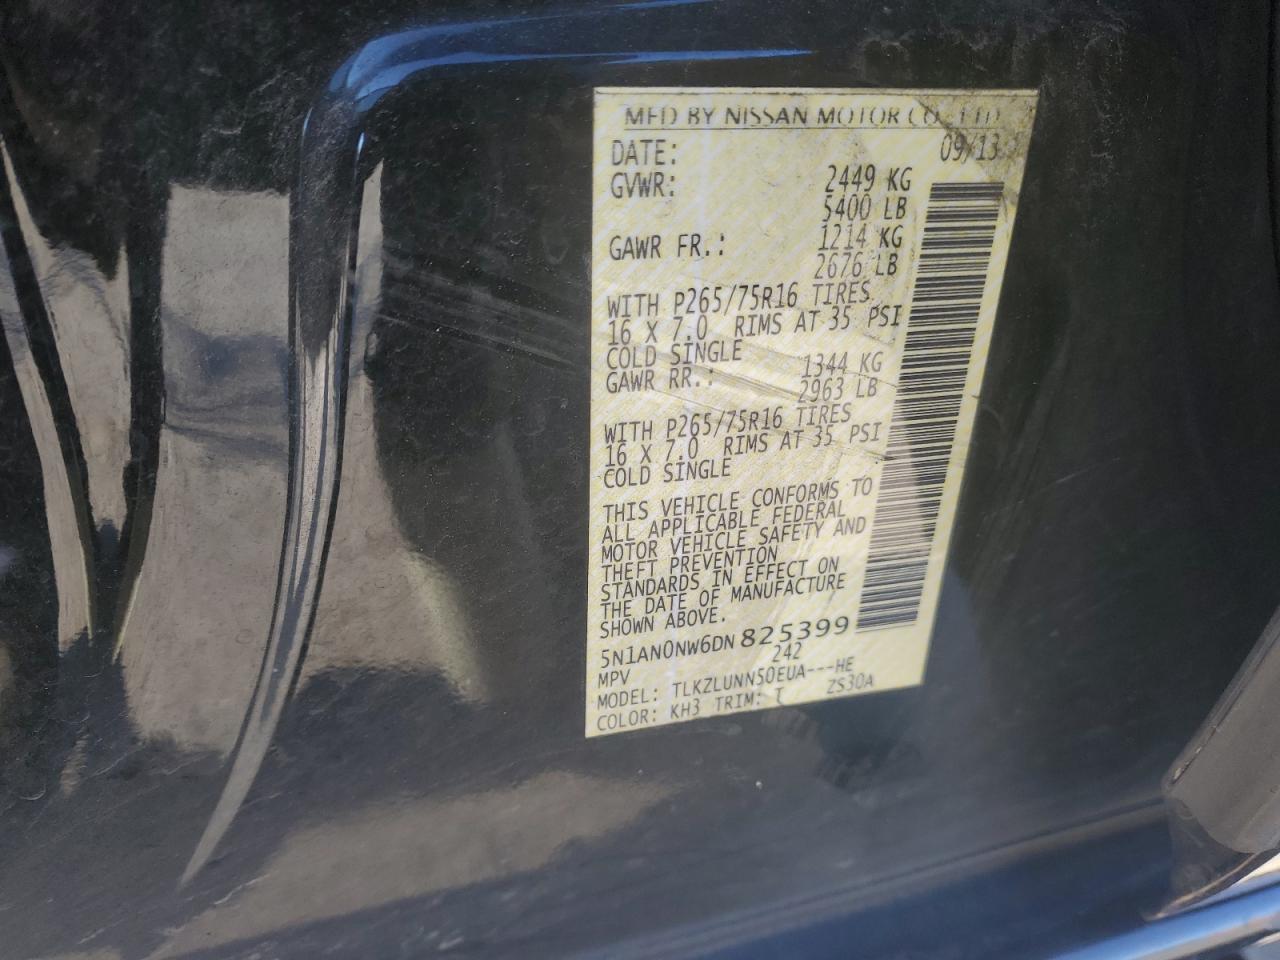 MFD BY NISSAN MOTOR CO., LTD
DATE: 09/13
GVWR: 2449 KG
5400 LB
GAWR FR.: 1214 KG
2676 LB
WITH P265/75R16 TIRES
16 X 7.0 RIMS AT 35 PSI
COLD SINGLE
GAWR RR.: 1344 KG
2963 LB
WITH P265/75R16 TIRES
16 X 7.0 RIMS AT 35 PSI
COLD SINGLE
THIS VEHICLE CONFORMS TO
ALL APPLICABLE FEDERAL
MOTOR VEHICLE SAFETY AND
THEFT PREVENTION
STANDARDS IN EFFECT ON
THE DATE OF MANUFACTURE
SHOWN ABOVE.
5N1AN0NW6DN825399
MPV 242
MODEL: TLKZLUNN50EUA---HE
COLOR: KH3 TRIM: T ZS30A